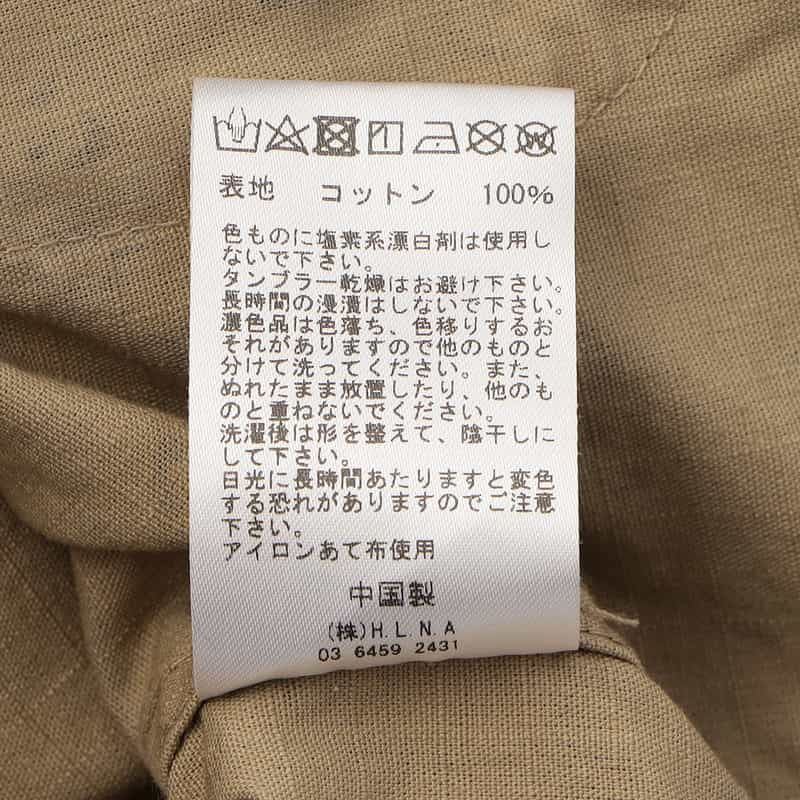 表地 コットン 100%
色ものに塩素系漂白剤は使用し
ないで下さい。
タンブラー乾燥はお避け下さい。
長時間の浸漬はしないで下さい。
濃色品は色落ち、色移りするお
それがありますので他のものと
分けて洗ってください。また、
ぬれたまま放置したり、他のも
のと重ねないでください。
洗濯後は形を整えて、陰干しに
して下さい。
日光に長時間あたりますと変色
する恐れがありますのでご注意
下さい。
アイロンあて布使用
中国製
(株)H.L.N.A
03 6459 2431